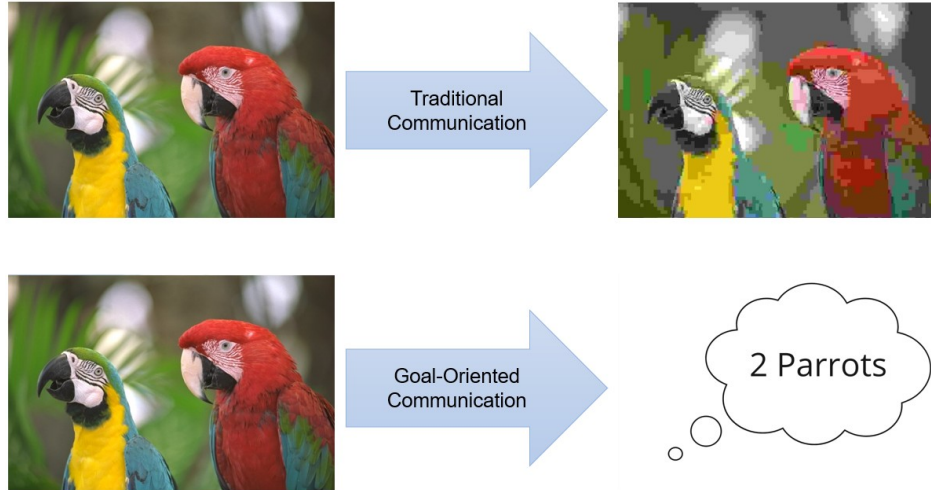 Traditional
Communication
Goal-Oriented
Communication
2 Parrots